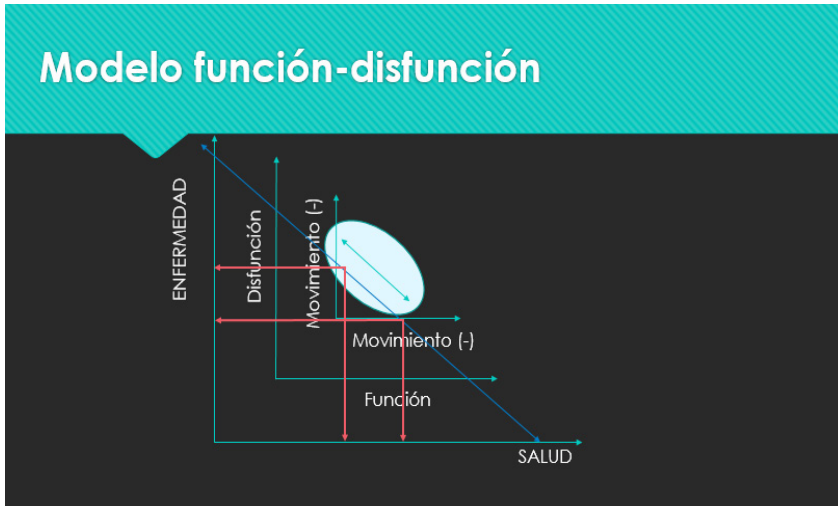 Modelo función-disfunción
ENFERMEDAD
Disfunción
Movimiento (-)
Movimiento (-)
Función
SALUD